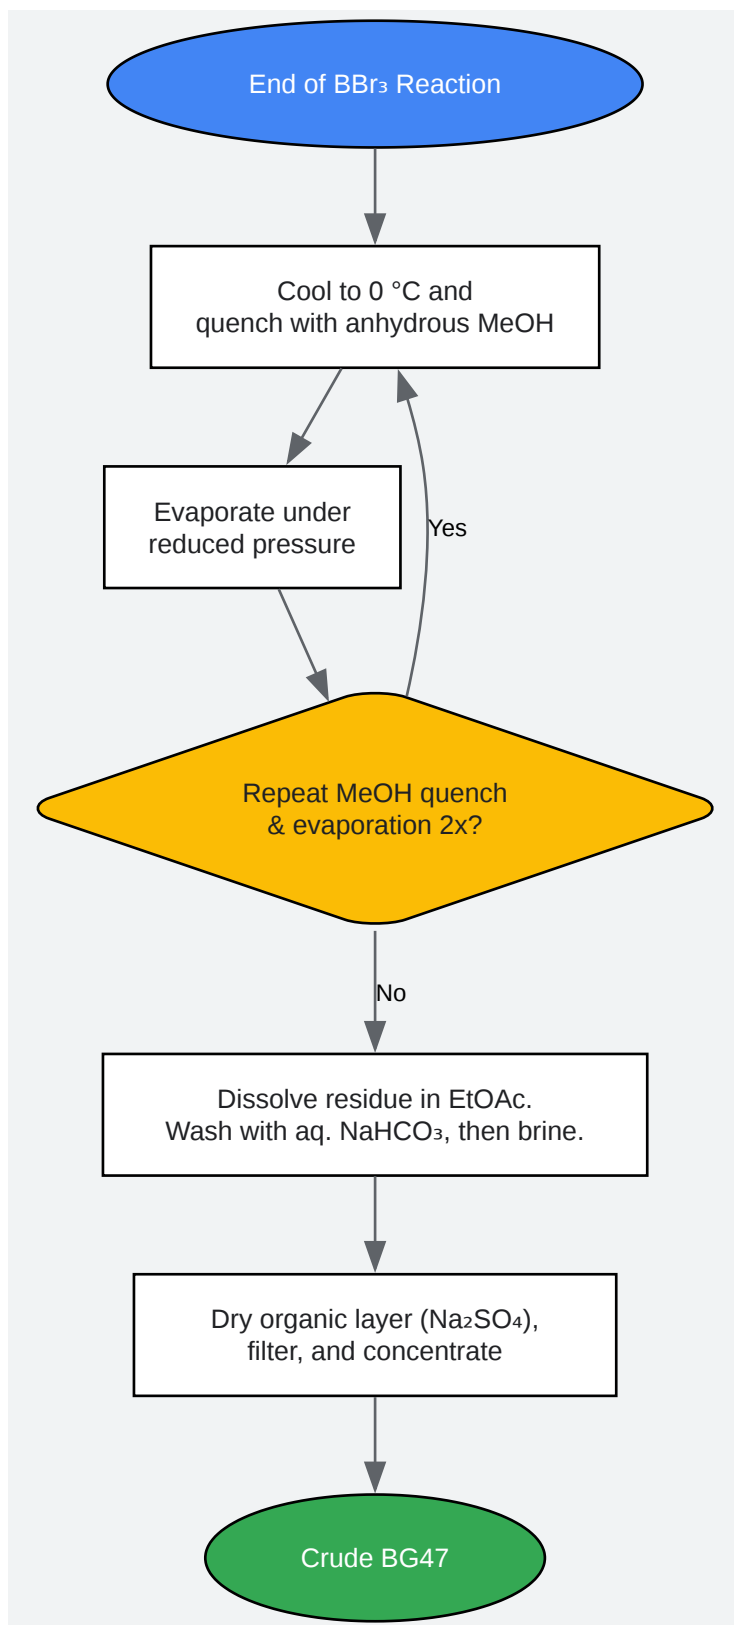 End of BBr₃ Reaction
Cool to 0 °C and
quench with anhydrous MeOH
Evaporate under
reduced pressure
Yes
Repeat MeOH quench
& evaporation 2x?
No
Dissolve residue in EtOAc.
Wash with aq. NaHCO₃, then brine.
Dry organic layer (Na₂SO₄),
filter, and concentrate
Crude BG47